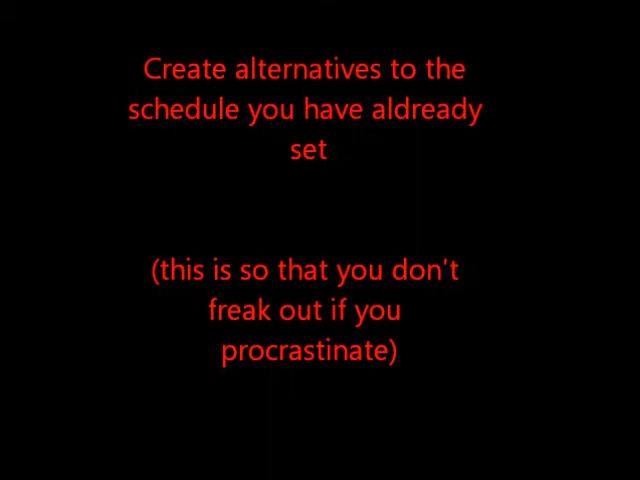 Create alternatives to the
schedule you have aldready
set
(this is so that you don't
freak out if you
procrastinate)